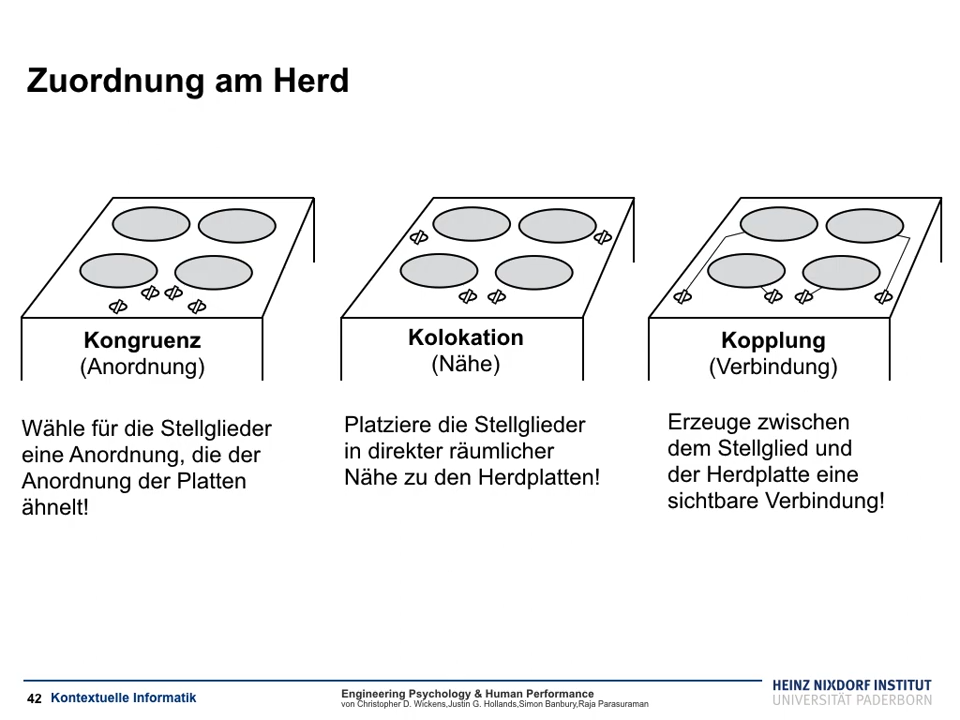 Zuordnung am Herd
Kongruenz
(Anordnung)
Wähle für die Stellglieder
eine Anordnung, die der
Anordnung der Platten
ähnelt!
Kolokation
(Nähe)
Platziere die Stellglieder
in direkter räumlicher
Nähe zu den Herdplatten!
Kopplung
(Verbindung)
Erzeuge zwischen
dem Stellglied und
der Herdplatte eine
sichtbare Verbindung!
42 Kontextuelle Informatik
Engineering Psychology & Human Performance
von Christopher D. Wickens,Justin G. Hollands,Simon Banbury,Raja Parasuraman
HEINZ NIXDORF INSTITUT
UNIVERSITÄT PADERBORN